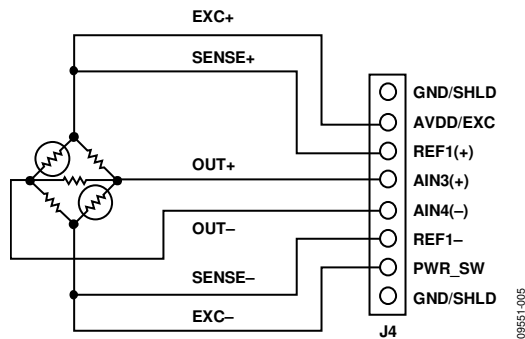 EXC+
SENSE+
OUT+
OUT–
SENSE–
EXC–
GND/SHLD
AVDD/EXC
REF1(+)
AIN3(+)
AIN4(–)
REF1–
PWR_SW
GND/SHLD
J4
09551-005